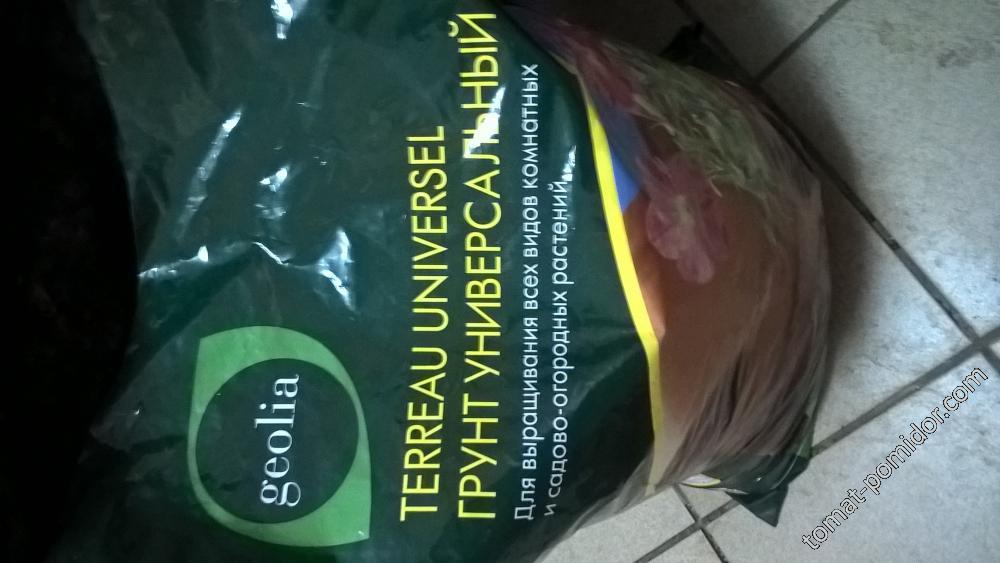 geolia
TERREAU UNIVERSEL
ГРУНТ УНИВЕРСАЛЬНЫЙ
Для выращивания всех видов комнатных
и садово-огородных растений
tomat-pomidor.com